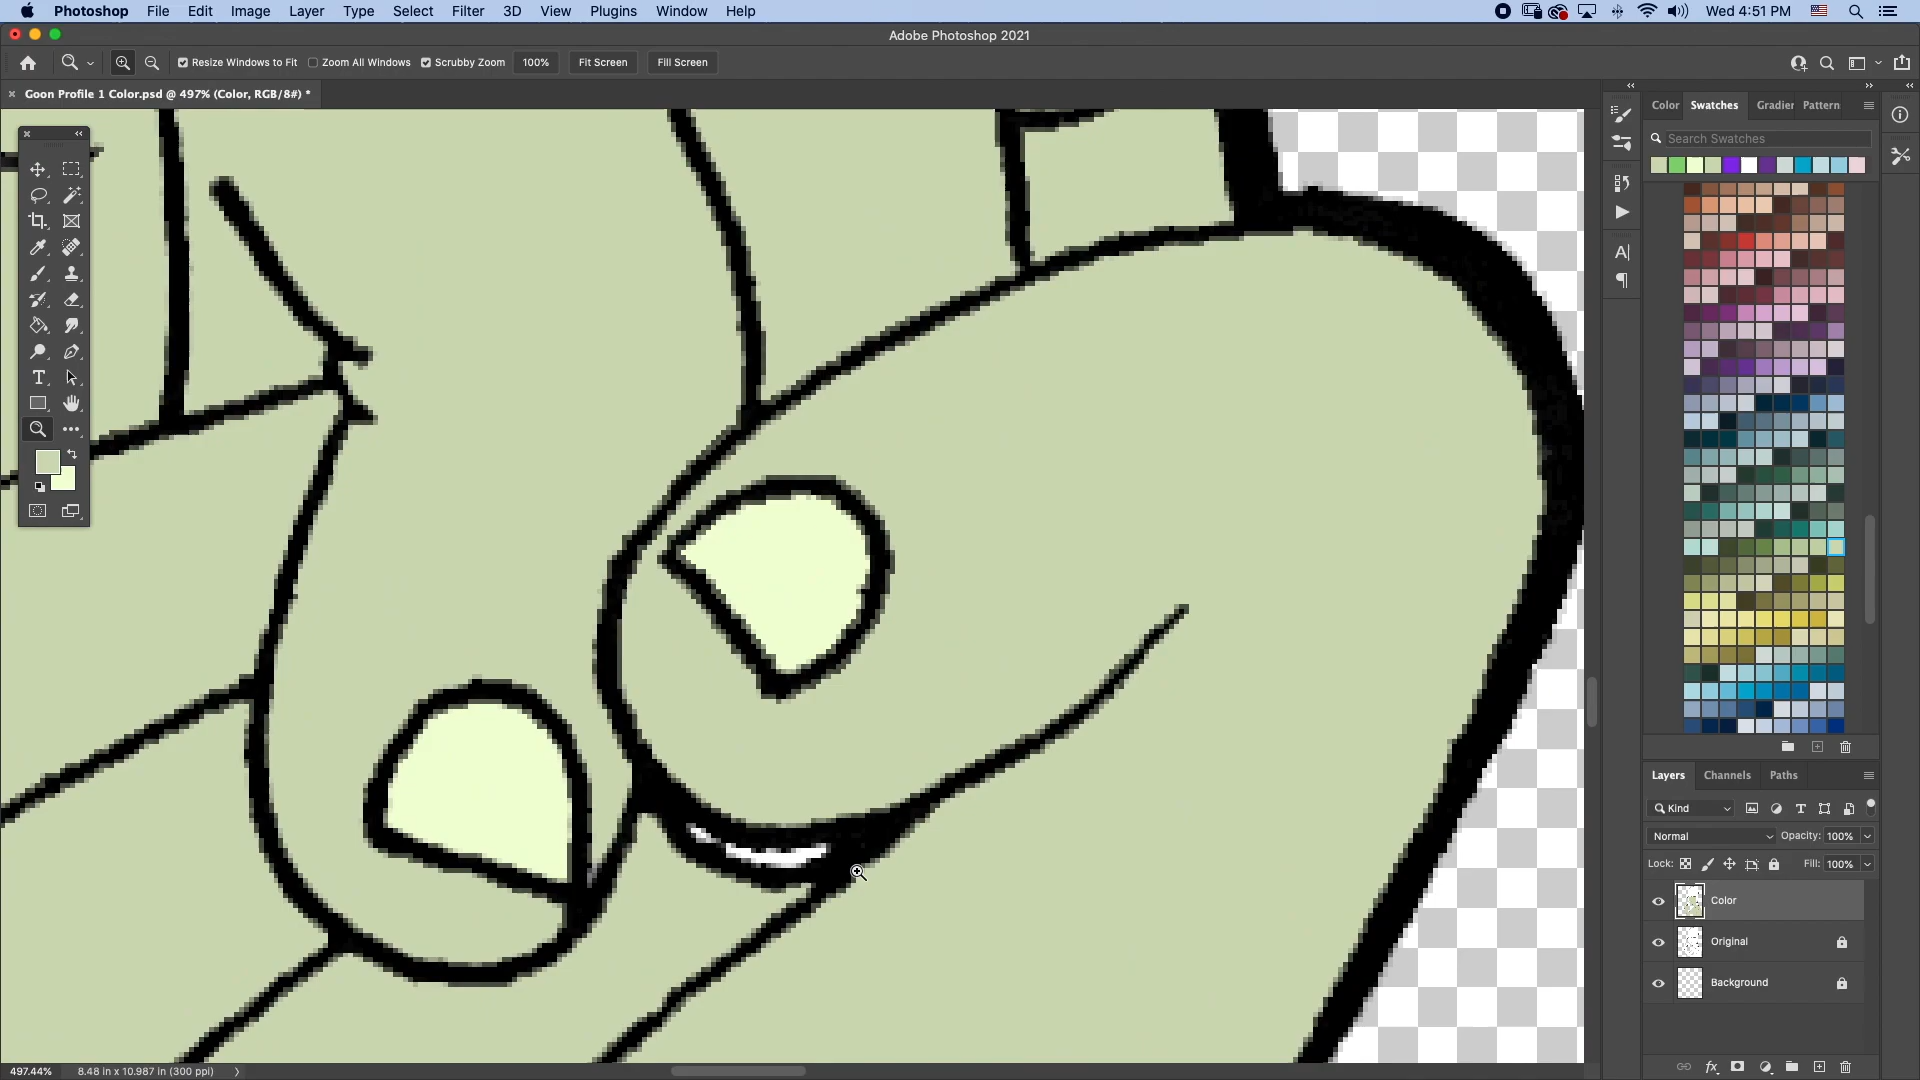 Photoshop File Edit Image Layer Type Select Filter 3D View Plugins Window Help Wed 4:51 PM
Adobe Photoshop 2021
Resize Windows to Fit Zoom All Windows Scrubby Zoom 100% Fit Screen Fill Screen
Goon Profile 1 Color.psd @ 497% (Color, RGB/8#) *
Color Swatches Gradier Pattern
Search Swatches
Layers Channels Paths
Kind
Normal Opacity: 100%
Lock: Fill: 100%
Color
Original
Background
497.44% 8.48 in x 10.987 in (300 ppi)